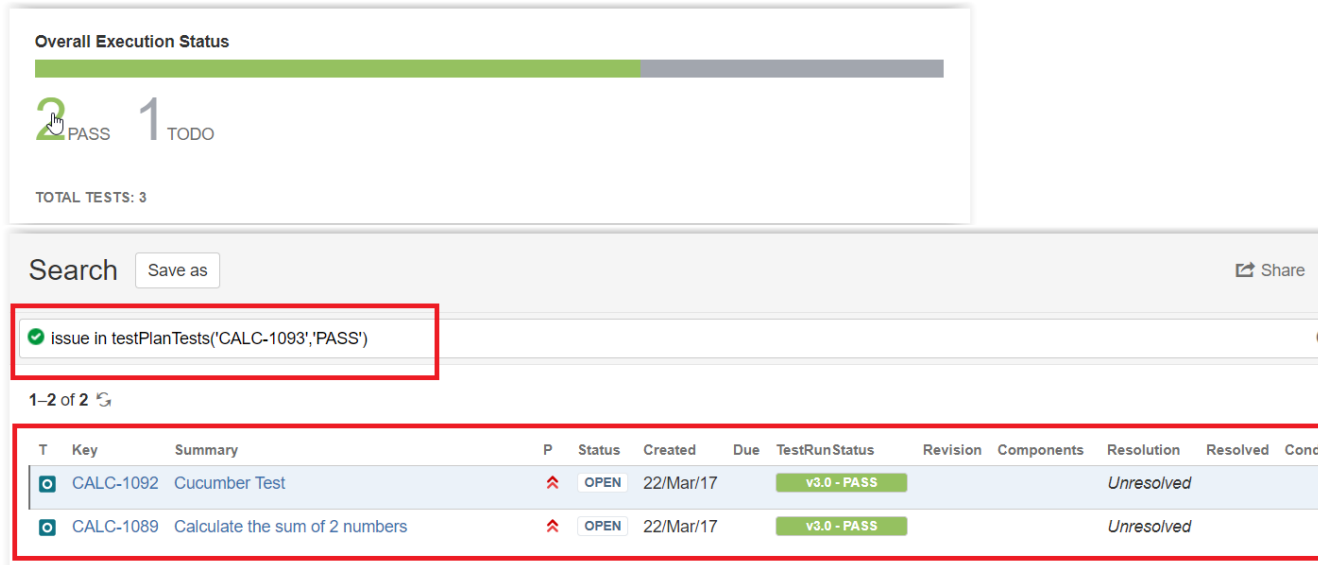 Overall Execution Status
2 PASS 1 TODO
TOTAL TESTS: 3
Search Save as Share
issue in testPlanTests('CALC-1093','PASS')
1–2 of 2
T Key Summary P Status Created Due TestRunStatus Revision Components Resolution Resolved
CALC-1092 Cucumber Test OPEN 22/Mar/17 v3.0 - PASS Unresolved
CALC-1089 Calculate the sum of 2 numbers OPEN 22/Mar/17 v3.0 - PASS Unresolved